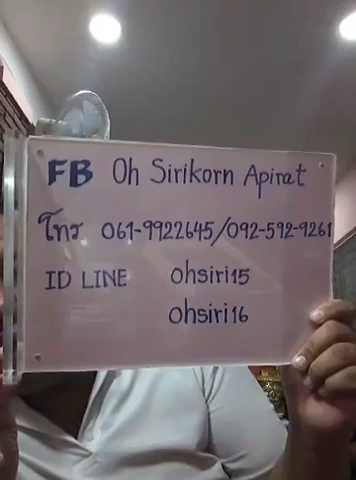 FB Oh Sirikorn Apirat
โทร 061-9922645/092-592-9261
ID LINE ohsiri15
ohsiri16